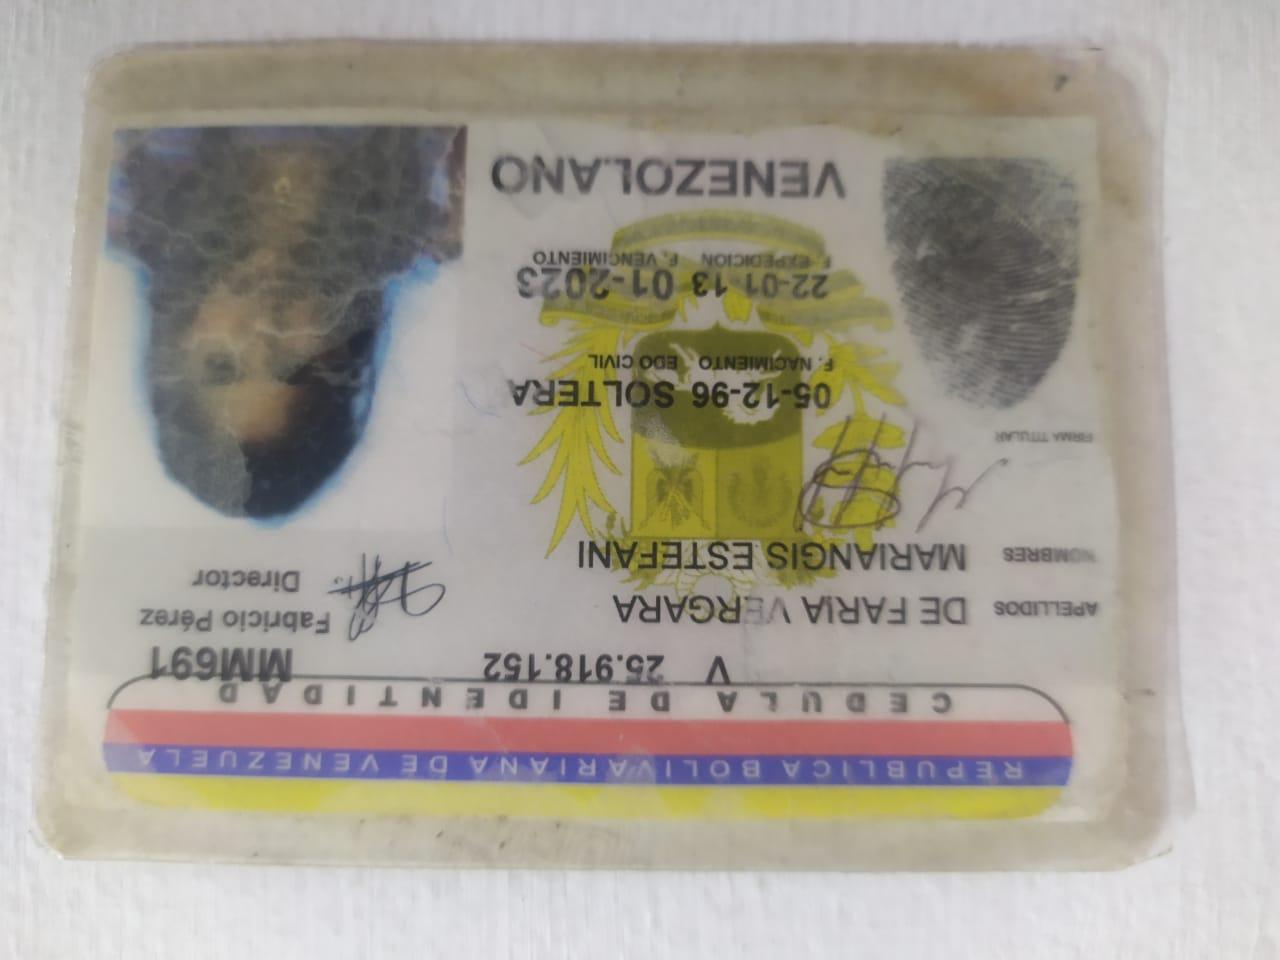 REPUBLICA BOLIVARIANA DE VENEZUELA
CEDULA DE IDENTIDAD
V 25.918.152 MM691
APELLIDOS DE FARIA VERGARA
Fabricio Pérez
Director
NOMBRES MARIANGIS ESTEFANI
FIRMA TITULAR
05-12-96 SOLTERA
F. NACIMIENTO EDO CIVIL
22-01-13 01-2023
F. EXPEDICION F. VENCIMIENTO
VENEZOLANO